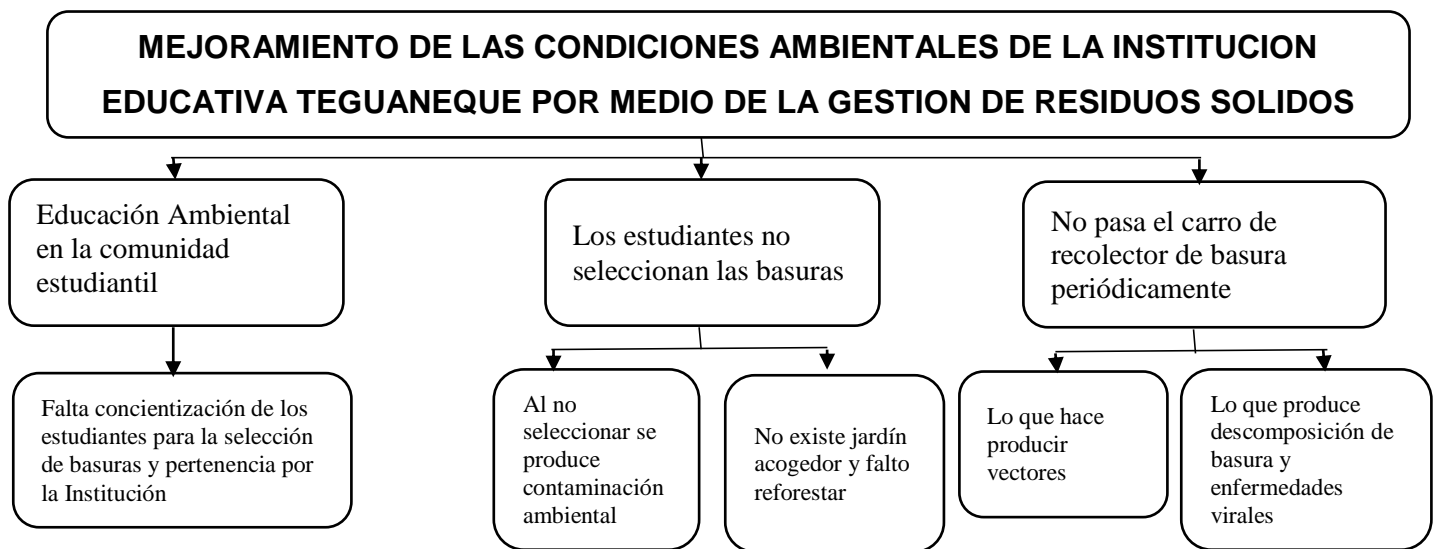 MEJORAMIENTO DE LAS CONDICIONES AMBIENTALES DE LA INSTITUCION
EDUCATIVA TEGUANEQUE POR MEDIO DE LA GESTION DE RESIDUOS SOLIDOS
Educación Ambiental
en la comunidad
estudiantil
Los estudiantes no
seleccionan las basuras
No pasa el carro de
recolector de basura
periódicamente
Falta concientización de los
estudiantes para la selección
de basuras y pertenencia por
la Institución
Al no
seleccionar se
produce
contaminación
ambiental
No existe jardín
acogedor y falto
reforestar
Lo que hace
producir
vectores
Lo que produce
descomposición de
basura y
enfermedades
virales